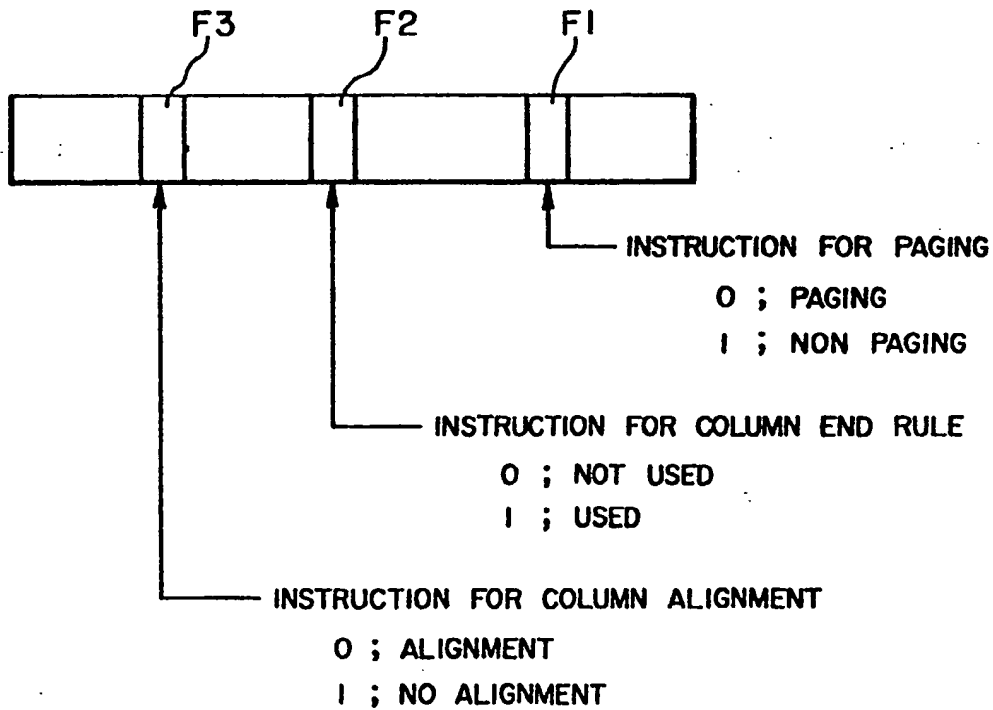 F3 F2 F1
INSTRUCTION FOR PAGING
0 ; PAGING
1 ; NON PAGING
INSTRUCTION FOR COLUMN END RULE
0 ; NOT USED
1 ; USED
INSTRUCTION FOR COLUMN ALIGNMENT
0 ; ALIGNMENT
1 ; NO ALIGNMENT